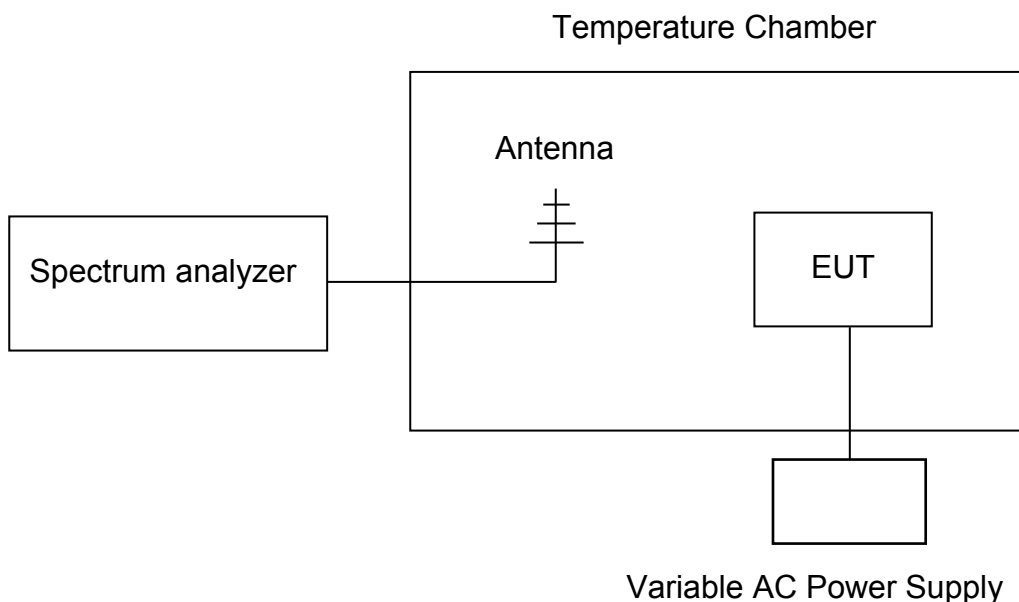 Temperature Chamber
Antenna
Spectrum analyzer
EUT
Variable AC Power Supply